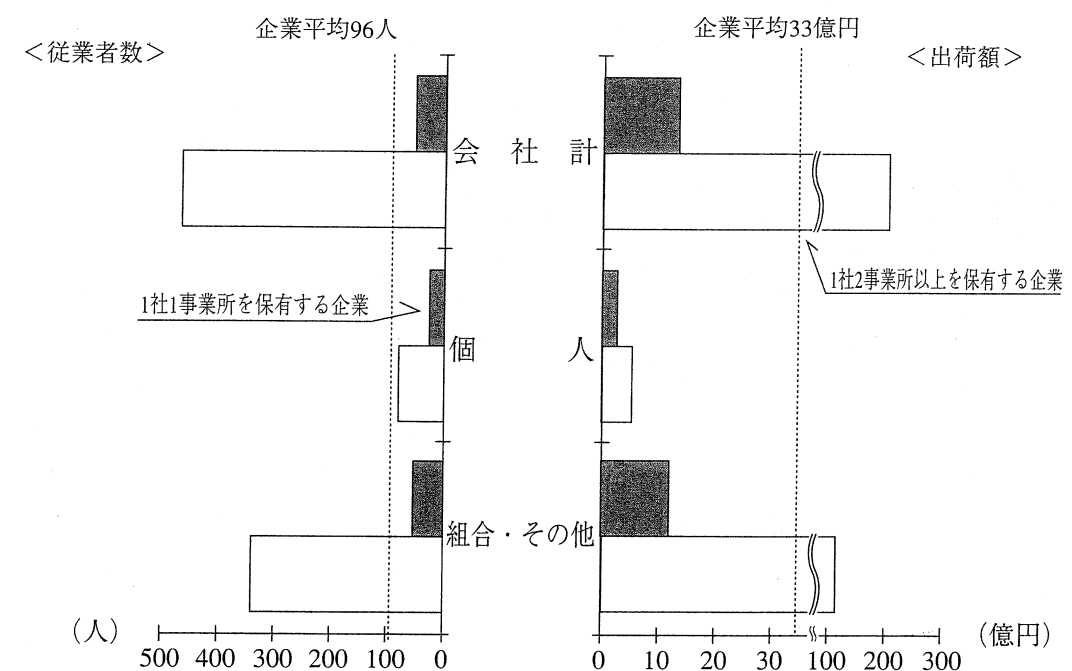 企業平均96人 企業平均33億円
<従業者数> <出荷額>
会社計
1社2事業所以上を保有する企業
1社1事業所を保有する企業
個人
組合・その他
(人) 500 400 300 200 100 0 0 10 20 30 100 200 300 (億円)